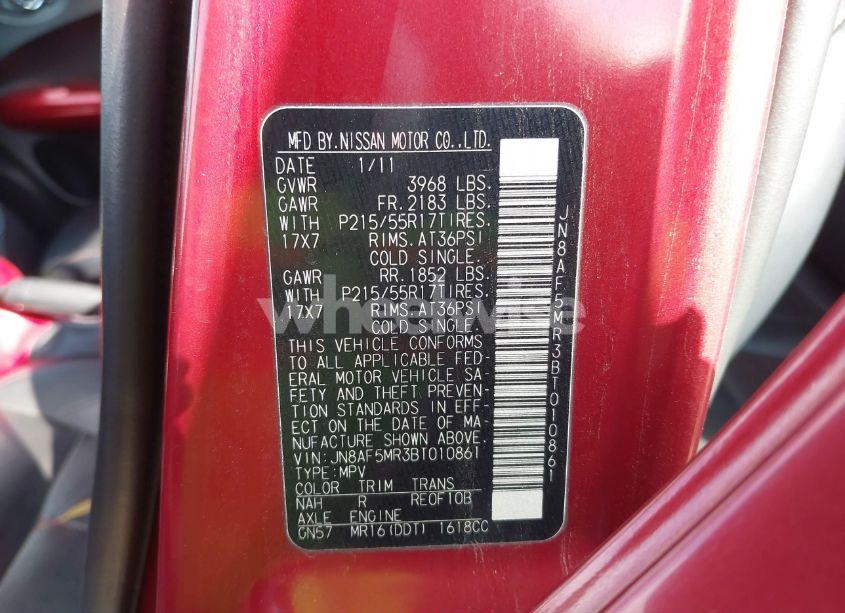 MFD BY.NISSAN MOTOR CO.,LTD.
DATE 1/11
GVWR 3968 LBS.
GAWR FR.2183 LBS.
WITH P215/55R17TIRES.
17X7 RIMS.AT36PSI
COLD SINGLE.
GAWR RR.1852 LBS.
WITH P215/55R17TIRES.
17X7 RIMS.AT36PSI
COLD SINGLE.
THIS VEHICLE CONFORMS
TO ALL APPLICABLE FED-
ERAL MOTOR VEHICLE SA-
FETY AND THEFT PREVEN-
TION STANDARDS IN EFF-
ECT ON THE DATE OF MA-
NUFACTURE SHOWN ABOVE.
VIN:JN8AF5MR3BT010861
TYPE:MPV
COLOR TRIM TRANS
NAH R RE0F10B
AXLE ENGINE
GN57 MR16(DDT) 1618CC
JN8AF5MR3BT010861
wheelwise